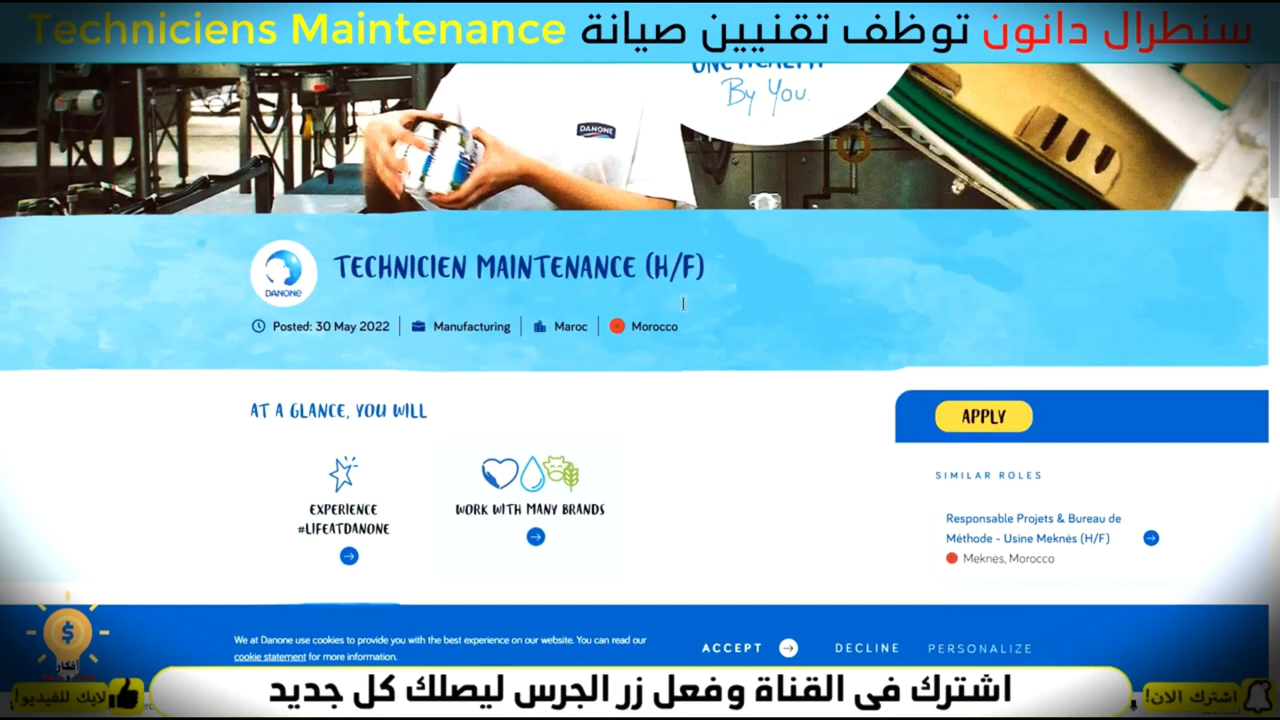 سنطرال دانون توظف تقنيين صيانة Techniciens Maintenance
By You.
DANONE
DANONE
TECHNICIEN MAINTENANCE (H/F)
Posted: 30 May 2022
Manufacturing
Maroc
Morocco
AT A GLANCE, YOU WILL
EXPERIENCE
#LIFEATDANONE
WORK WITH MANY BRANDS
APPLY
SIMILAR ROLES
Responsable Projets & Bureau de
Méthode - Usine Meknès (H/F)
Meknès, Morocco
We at Danone use cookies to provide you with the best experience on our website. You can read our
cookie statement for more information.
ACCEPT
DECLINE
PERSONALIZE
$
أفكار
لايك للفيديو!
اشترك فى القناة وفعل زر الجرس ليصلك كل جديد
اشترك الان!